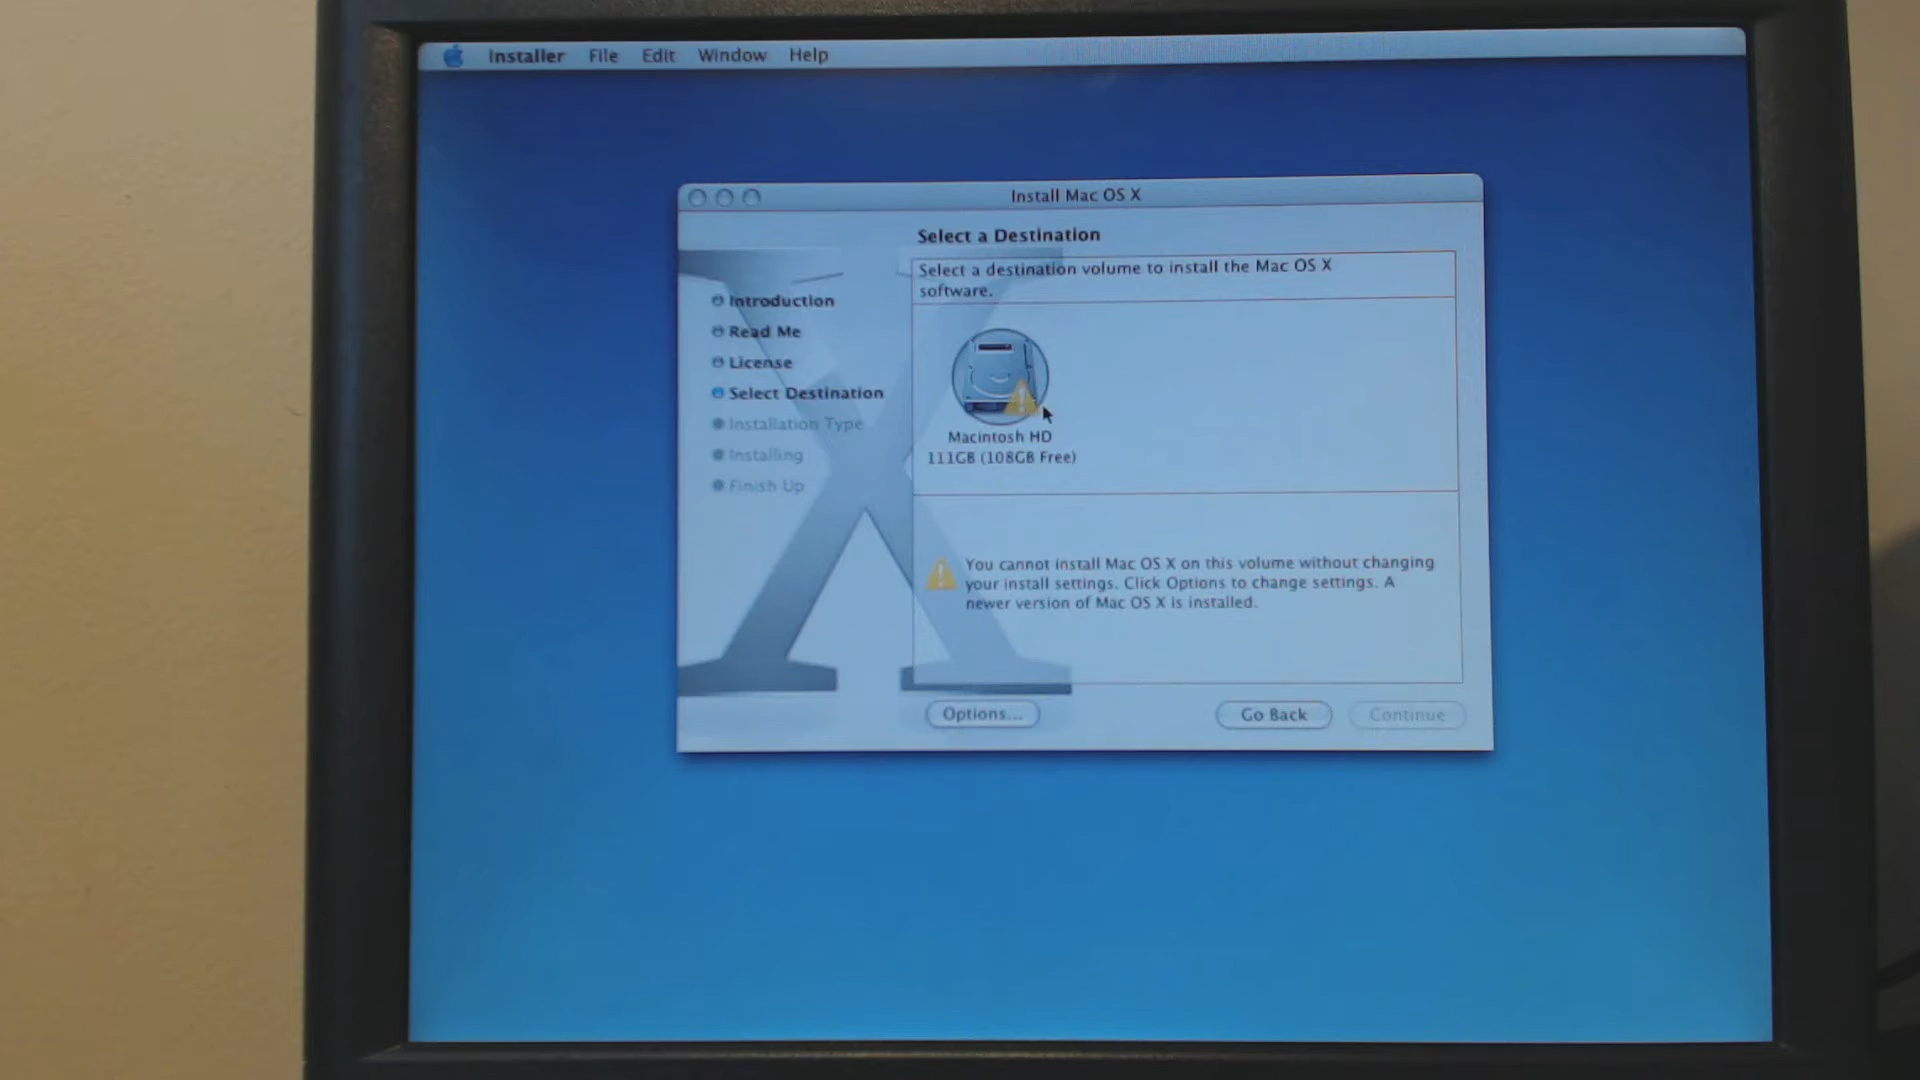 Installer File Edit Window Help
Install Mac OS X
Select a Destination
Select a destination volume to install the Mac OS X
software.
Introduction
Read Me
License
Select Destination
Installation Type
Installing
Finish Up
Macintosh HD
111GB (108GB Free)
You cannot install Mac OS X on this volume without changing
your install settings. Click Options to change settings. A
newer version of Mac OS X is installed.
Options...
Go Back
Continue